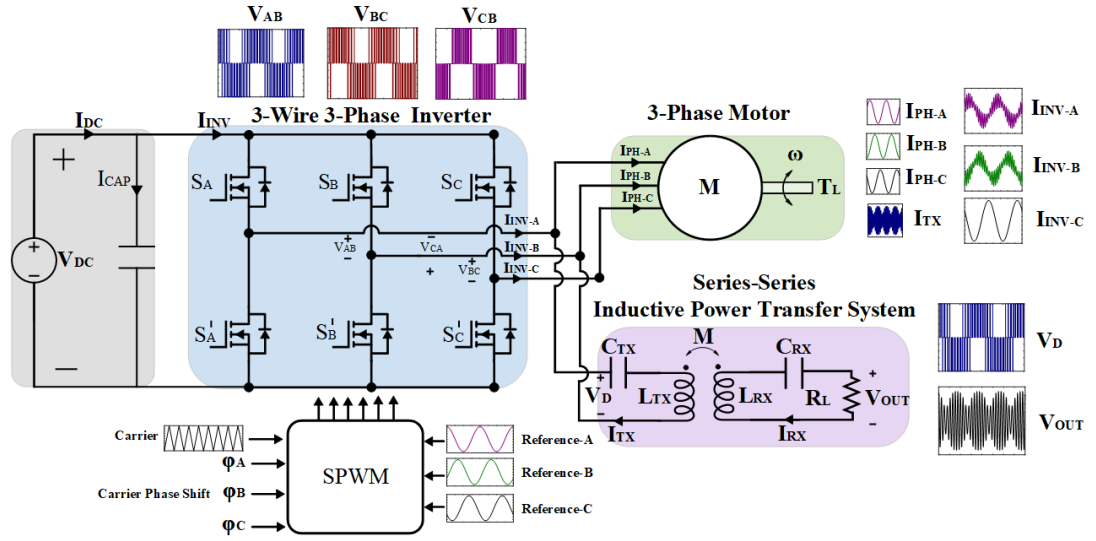 VAB VBC VCB
3-Wire 3-Phase Inverter
IDC IINV
+
ICAP
VDC
+
−
−
SA SB SC
IINV-A
VAB + − − VCA + IINV-B
VBC + − IINV-C
SA' SB' SC'
3-Phase Motor
IPH-A
IPH-B
IPH-C
M
ω
TL
IPH-A IINV-A
IPH-B IINV-B
IPH-C
ITX IINV-C
Series-Series
Inductive Power Transfer System
CTX M CRX
+ VD − LTX LRX RL + VOUT −
ITX IRX
VD
VOUT
Carrier
φA
Carrier Phase Shift φB
φC
SPWM
Reference-A
Reference-B
Reference-C